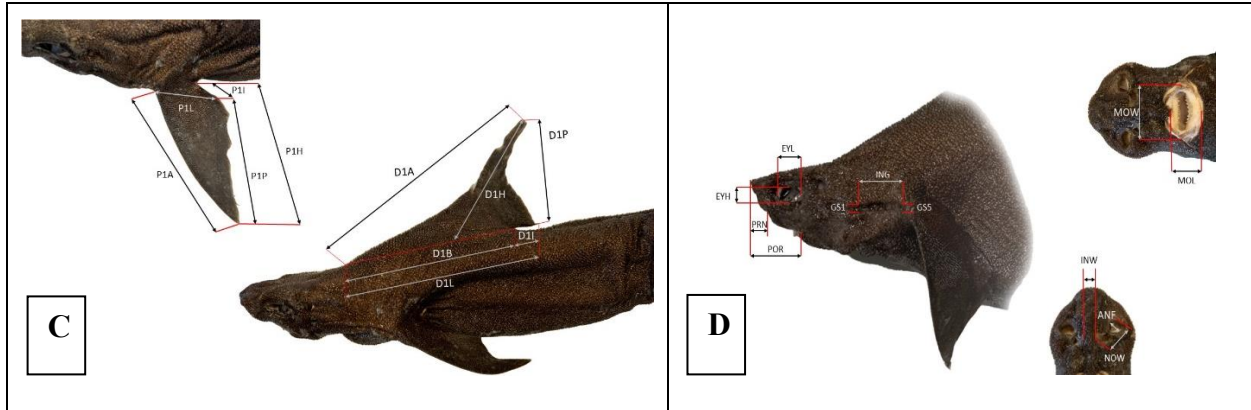 P1I
P1L
P1A
P1P
P1H
D1A
D1P
D1H
D1I
D1B
D1L
C
EYL
ING
EYH
GS1
GS5
PRN
POR
MOW
MOL
INW
ANF
NOW
D